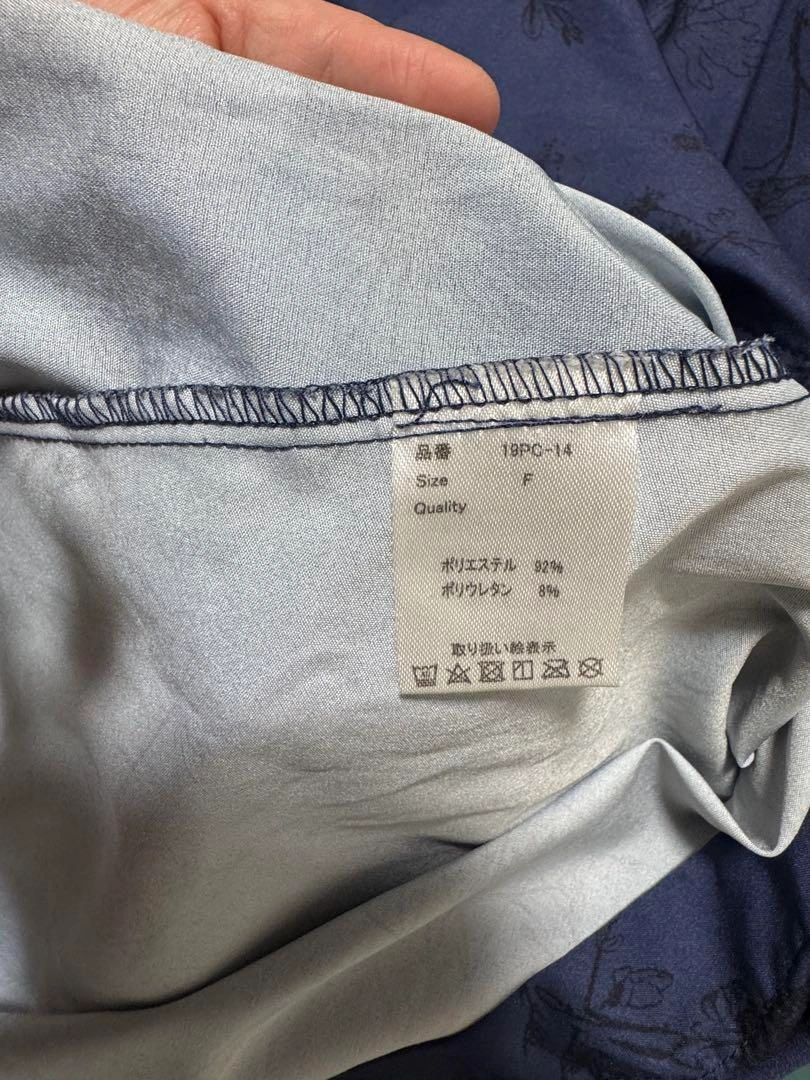 品番 19PC-14
Size F
Quality
ポリエステル 92%
ポリウレタン 8%
取り扱い絵表示